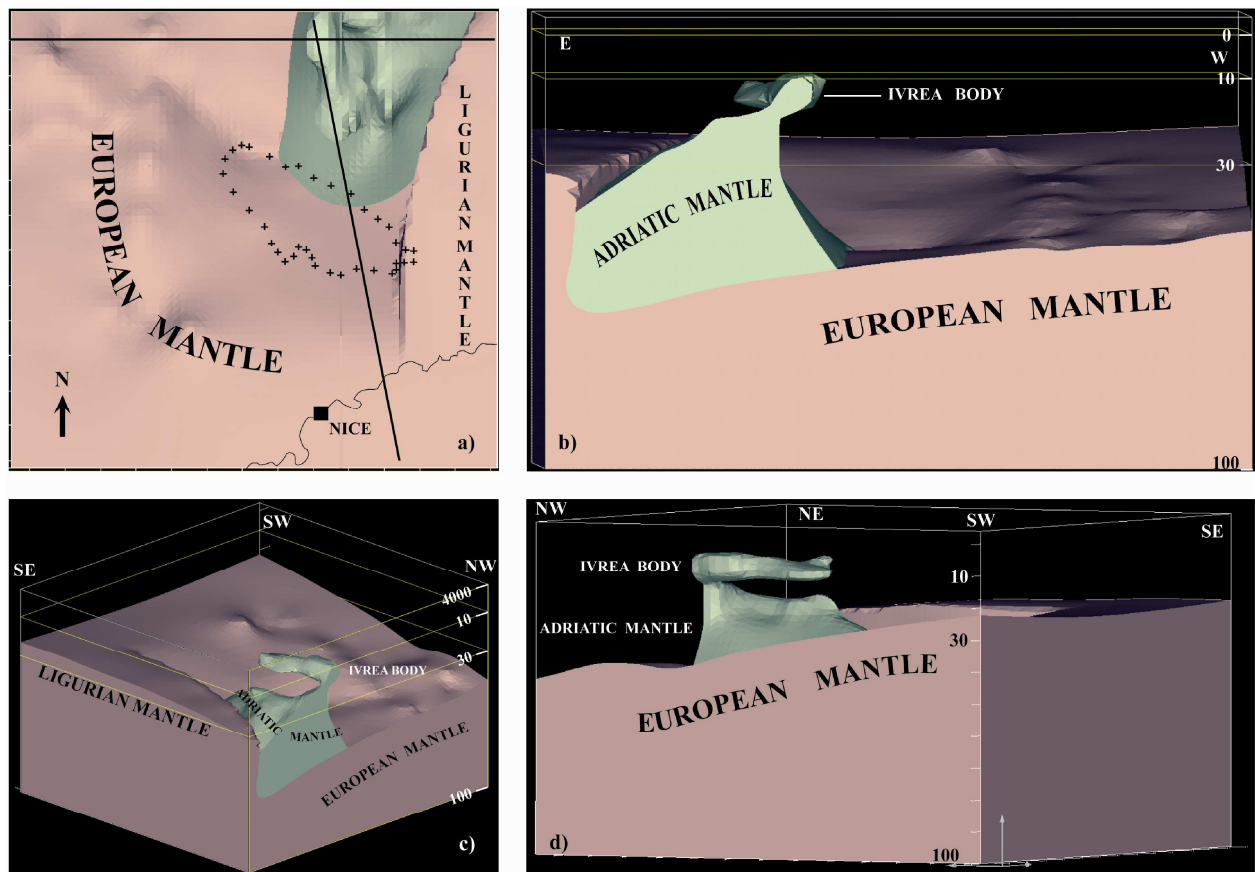 EUROPEAN MANTLE
LIGURIAN MANTLE
N
NICE
a)
E
0
W
10
IVREA BODY
30
ADRIATIC MANTLE
EUROPEAN MANTLE
b)
100
SW
SE
NW
4000
10
30
IVREA BODY
LIGURIAN MANTLE
ADRIATIC MANTLE
EUROPEAN MANTLE
100
c)
NW
NE
SW
SE
IVREA BODY
10
ADRIATIC MANTLE
30
EUROPEAN MANTLE
d)
100